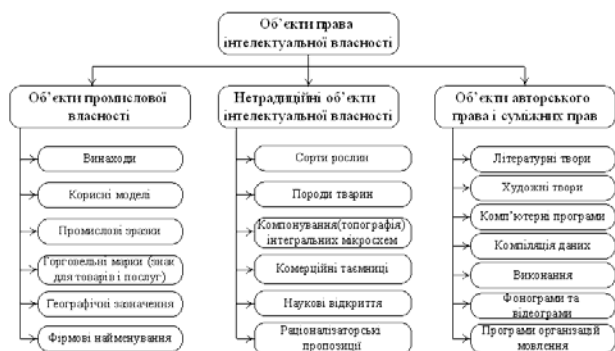 Об’єкти права
інтелектуальної власності
Об’єкти промислової
власності
Винаходи
Корисні моделі
Промислові зразки
Торговельні марки (знак
для товарів і послуг)
Географічні зазначення
Фірмові найменування
Нетрадиційні об’єкти
інтелектуальної власності
Сорти рослин
Породи тварин
Компонування(топографія)
інтегральних мікросхем
Комерційні таємниці
Наукові відкриття
Раціоналізаторські
пропозиції
Об’єкти авторського
права і суміжних прав
Літературні твори
Художні твори
Комп’ютерні програми
Компіляція даних
Виконання
Фонограми та
відеограми
Програми організацій
мовлення